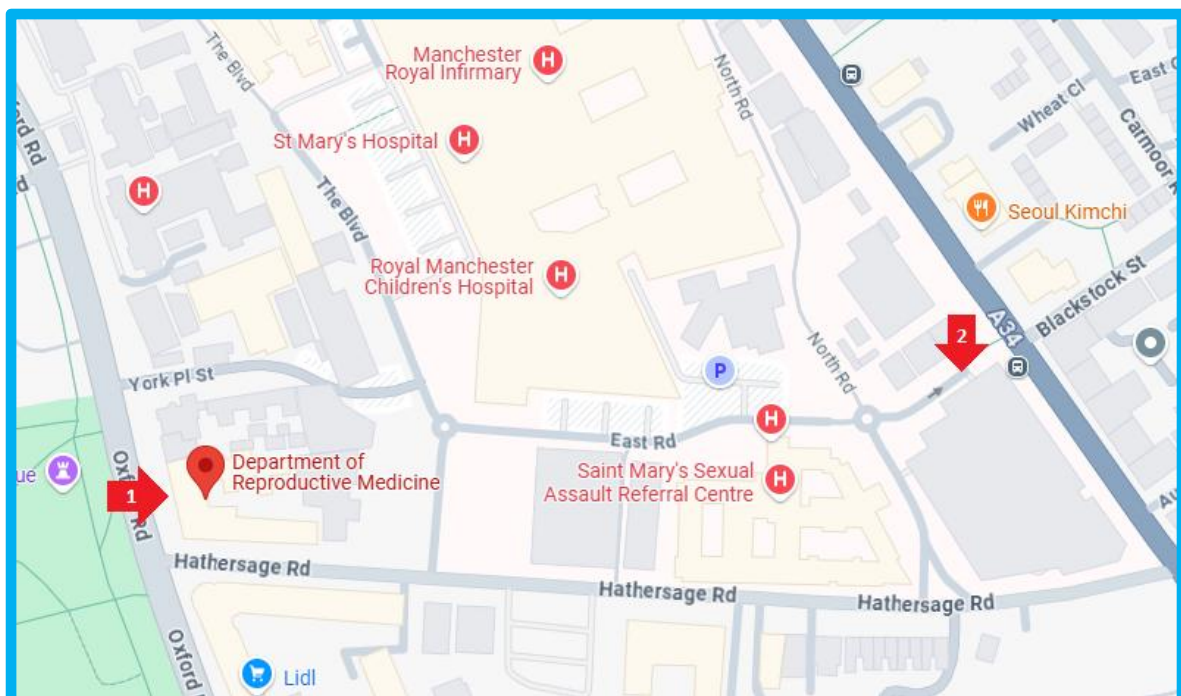 The Blvd
Manchester
Royal Infirmary
North Rd
East
Wheat Cl
Carmoor
St Mary's Hospital
Oxford Rd
The Blvd
Seoul Kimchi
Royal Manchester
Children's Hospital
A34
Blackstock St
2
North Rd
P
York Pl St
East Rd
Department of
Reproductive Medicine
Saint Mary's Sexual
Assault Referral Centre
1
Oxford Rd
Hathersage Rd
Hathersage Rd
Hathersage Rd
Oxford
Lidl
H
H
H
H
H
H